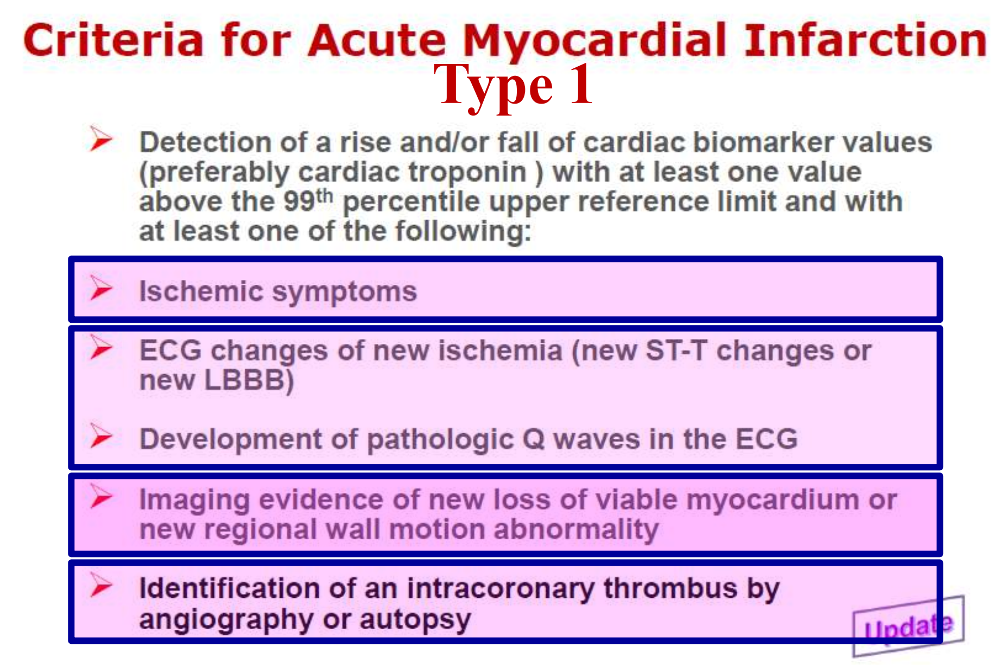 Criteria for Acute Myocardial Infarction
Type 1
Detection of a rise and/or fall of cardiac biomarker values
(preferably cardiac troponin ) with at least one value
above the 99th percentile upper reference limit and with
at least one of the following:
Ischemic symptoms
ECG changes of new ischemia (new ST-T changes or
new LBBB)
Development of pathologic Q waves in the ECG
Imaging evidence of new loss of viable myocardium or
new regional wall motion abnormality
Identification of an intracoronary thrombus by
angiography or autopsy
Update